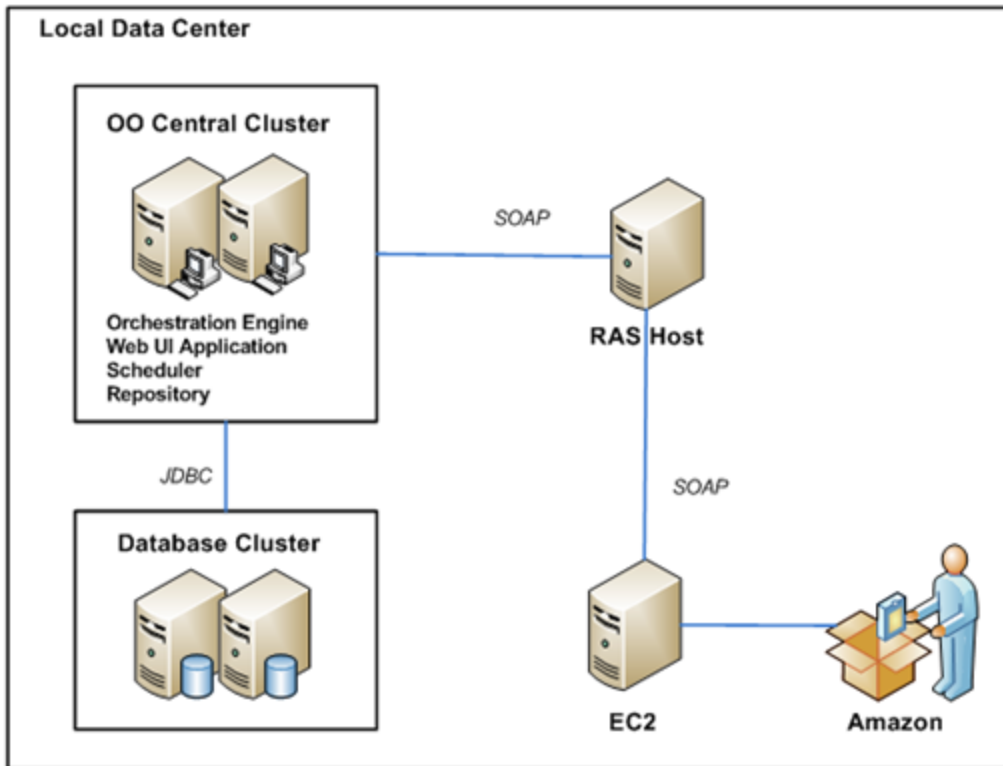 Local Data Center
OO Central Cluster
SOAP
Orchestration Engine
Web UI Application
Scheduler
Repository
RAS Host
JDBC
SOAP
Database Cluster
EC2
Amazon